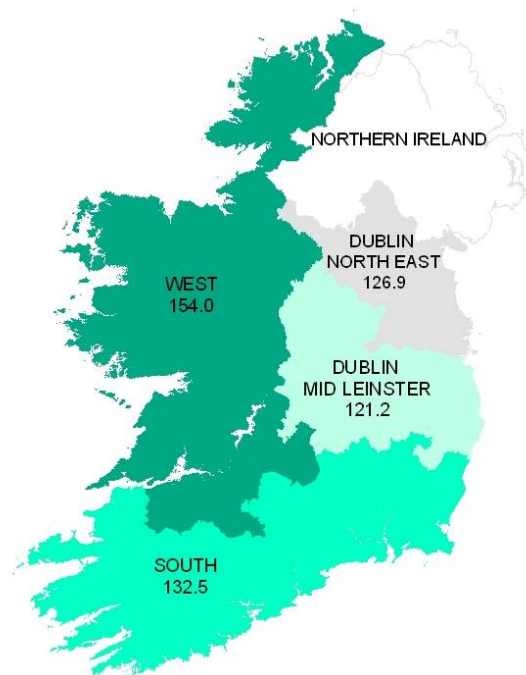 NORTHERN IRELAND
DUBLIN
NORTH EAST
126.9
WEST
154.0
DUBLIN
MID LEINSTER
121.2
SOUTH
132.5